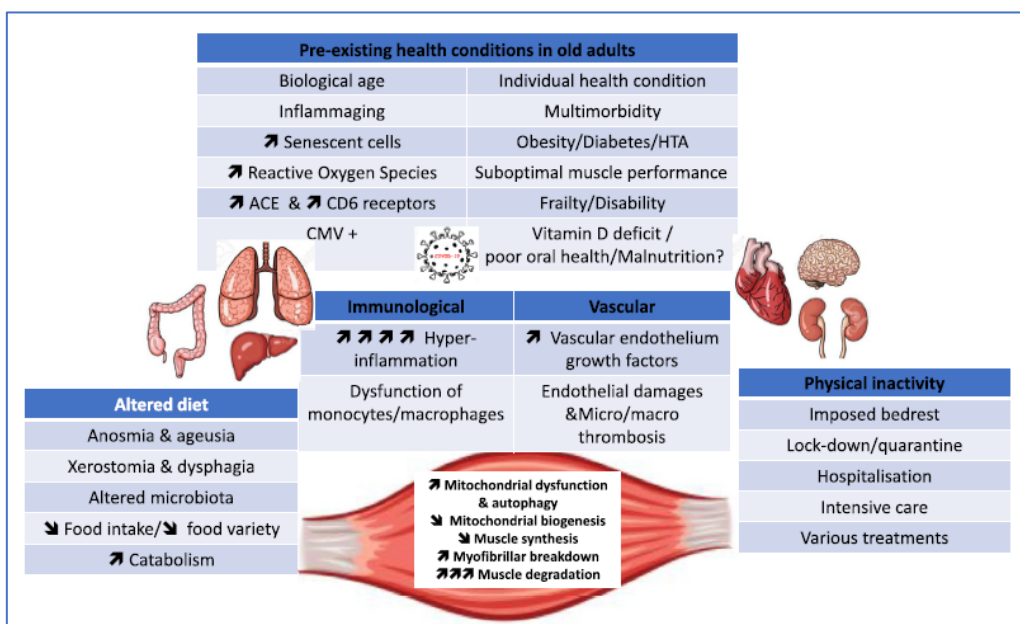 Pre-existing health conditions in old adults
Biological age
Individual health condition
Inflammaging
Multimorbidity
↗ Senescent cells
Obesity/Diabetes/HTA
↗ Reactive Oxygen Species
Suboptimal muscle performance
↗ ACE & ↗ CD6 receptors
Frailty/Disability
CMV +
Vitamin D deficit /
poor oral health/Malnutrition?
COVID-19
Immunological
↗ ↗ ↗ ↗ Hyper-
inflammation
Dysfunction of
monocytes/macrophages
Vascular
↗ Vascular endothelium
growth factors
Endothelial damages
&Micro/macro
thrombosis
Altered diet
Anosmia & ageusia
Xerostomia & dysphagia
Altered microbiota
↘ Food intake/↘ food variety
↗ Catabolism
Physical inactivity
Imposed bedrest
Lock-down/quarantine
Hospitalisation
Intensive care
Various treatments
↗ Mitochondrial dysfunction
& autophagy
↘ Mitochondrial biogenesis
↘ Muscle synthesis
↗ Myofibrillar breakdown
↗↗↗ Muscle degradation